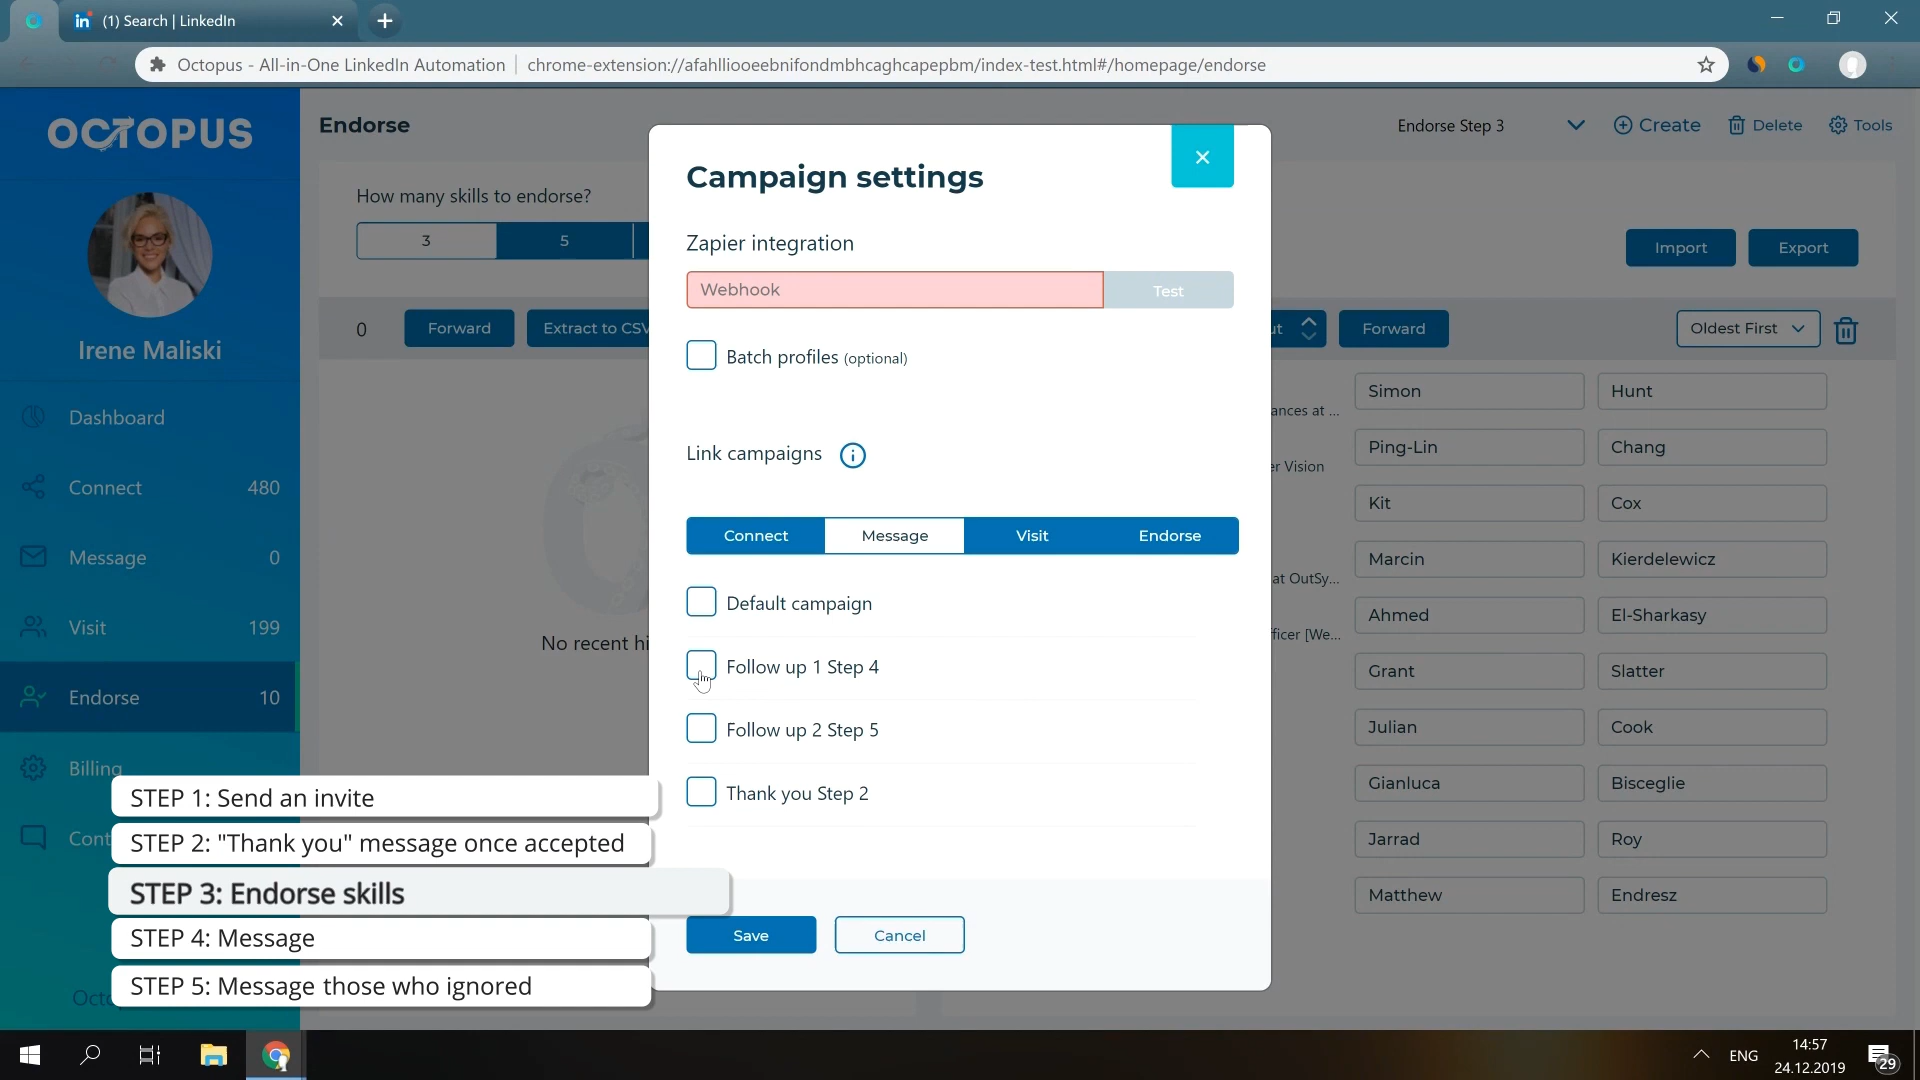 (1) Search | LinkedIn
Octopus - All-in-One LinkedIn Automation
chrome-extension://afahlliooeebnifondmbhcaghcapepbm/index-test.html#/homepage/endorse
OCTOPUS
Irene Maliski
Dashboard
Connect 480
Message 0
Visit 199
Endorse 10
Billing
Cont
Octo
Endorse
Endorse Step 3
Create
Delete
Tools
How many skills to endorse?
3 5
Import Export
0 Forward Extract to CSV
Forward
Oldest First
No recent hi
Campaign settings
Zapier integration
Webhook Test
Batch profiles (optional)
Link campaigns
Connect Message Visit Endorse
Default campaign
Follow up 1 Step 4
Follow up 2 Step 5
Thank you Step 2
Save Cancel
ances at ... Simon Hunt
er Vision Ping-Lin Chang
Kit Cox
at OutSy... Marcin Kierdelewicz
ficer [We... Ahmed El-Sharkasy
Grant Slatter
Julian Cook
Gianluca Bisceglie
Jarrad Roy
Matthew Endresz
STEP 1: Send an invite
STEP 2: "Thank you" message once accepted
STEP 3: Endorse skills
STEP 4: Message
STEP 5: Message those who ignored
ENG
14:57
24.12.2019
29